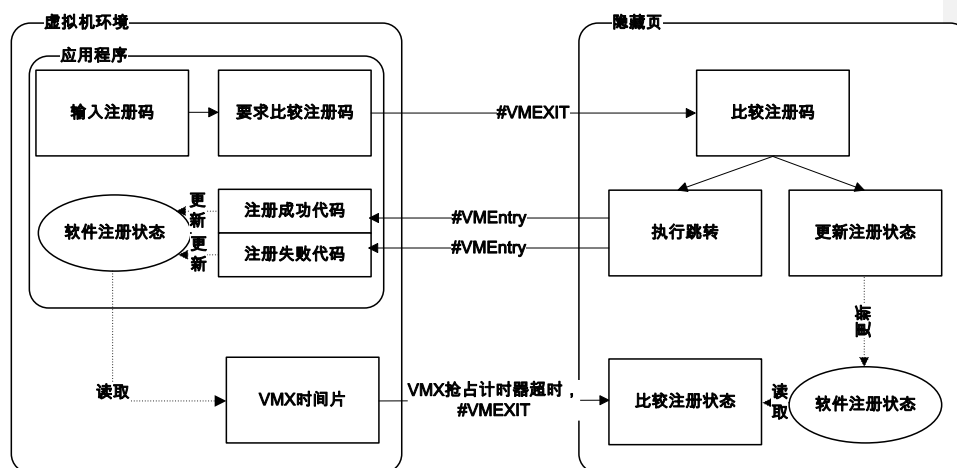 虚拟机环境
隐藏页
应用程序
输入注册码
要求比较注册码
#VMEXIT
比较注册码
更新
注册成功代码
#VMEntry
软件注册状态
执行跳转
更新注册状态
更新
注册失败代码
#VMEntry
更新
读取
VMX时间片
VMX抢占计时器超时，
#VMEXIT
比较注册状态
读取
软件注册状态